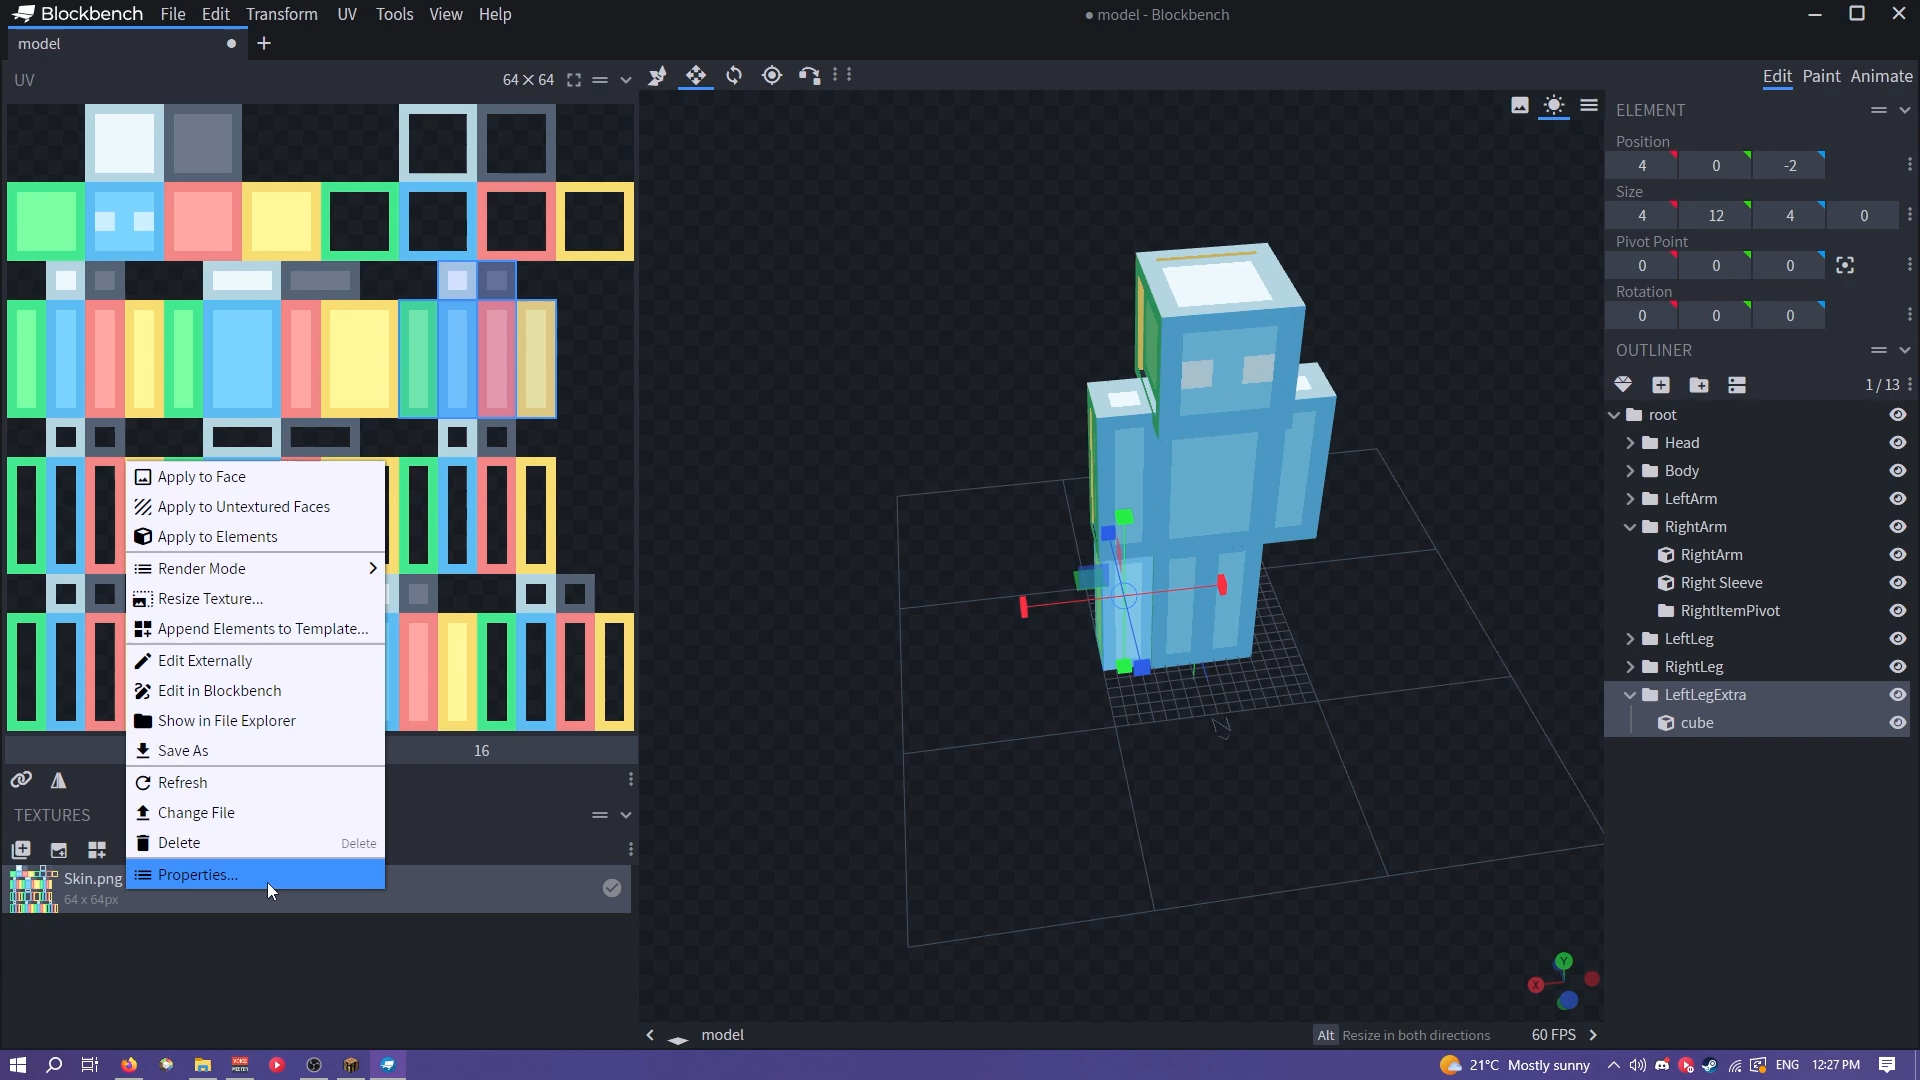 Blockbench File Edit Transform UV Tools View Help
● model - Blockbench
model
UV 64×64
Edit Paint Animate
ELEMENT
Position
4 0 -2
Size
4 12 4 0
Pivot Point
0 0 0
Rotation
0 0 0
OUTLINER
1 / 13
root
Head
Body
LeftArm
RightArm
RightArm
Right Sleeve
RightItemPivot
LeftLeg
RightLeg
LeftLegExtra
cube
Apply to Face
Apply to Untextured Faces
Apply to Elements
Render Mode
Resize Texture...
Append Elements to Template...
Edit Externally
Edit in Blockbench
Show in File Explorer
Save As
Refresh
Change File
Delete Delete
Properties...
16
TEXTURES
Skin.png
64 x 64px
Y
X
model
Alt Resize in both directions 60 FPS
21°C Mostly sunny ENG 12:27 PM